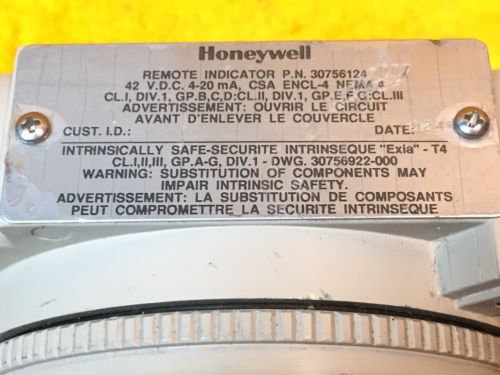 Honeywell
REMOTE INDICATOR P.N. 30756124
42 V.D.C. 4-20 mA, CSA ENCL-4 NEMA 4
CL.I, DIV.1, GP.B,C,D:CL.II, DIV.1, GP.E,F,G:CL.III
ADVERTISSEMENT: OUVRIR LE CIRCUIT
AVANT D'ENLEVER LE COUVERCLE
CUST. I.D.: DATE:
INTRINSICALLY SAFE-SECURITE INTRINSEQUE "Exia" - T4
CL.I,II,III, GP.A-G, DIV.1 - DWG. 30756922-000
WARNING: SUBSTITUTION OF COMPONENTS MAY
IMPAIR INTRINSIC SAFETY.
ADVERTISSEMENT: LA SUBSTITUTION DE COMPOSANTS
PEUT COMPROMETTRE LA SECURITE INTRINSEQUE